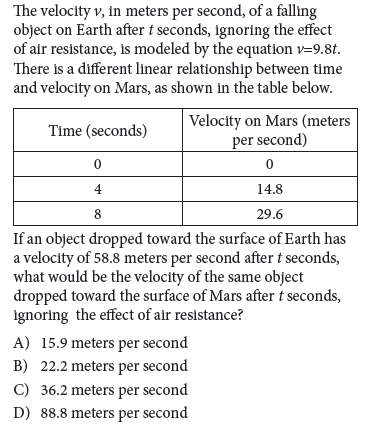 The velocity v, in meters per second, of a falling
object on Earth after t seconds, ignoring the effect
of air resistance, is modeled by the equation v=9.8t.
There is a different linear relationship between time
and velocity on Mars, as shown in the table below.
Time (seconds) Velocity on Mars (meters
per second)
0 0
4 14.8
8 29.6
If an object dropped toward the surface of Earth has
a velocity of 58.8 meters per second after t seconds,
what would be the velocity of the same object
dropped toward the surface of Mars after t seconds,
ignoring the effect of air resistance?
A) 15.9 meters per second
B) 22.2 meters per second
C) 36.2 meters per second
D) 88.8 meters per second